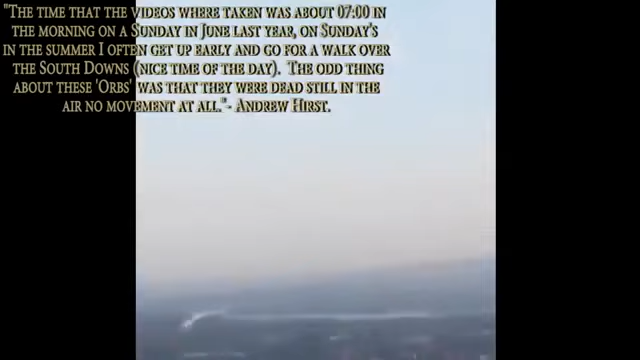 "The time that the videos where taken was about 07:00 in
the morning on a Sunday in June last year, on Sunday's
in the summer I often get up early and go for a walk over
the South Downs (nice time of the day). The odd thing
about these 'Orbs' was that they were dead still in the
air no movement at all."- Andrew Hirst.